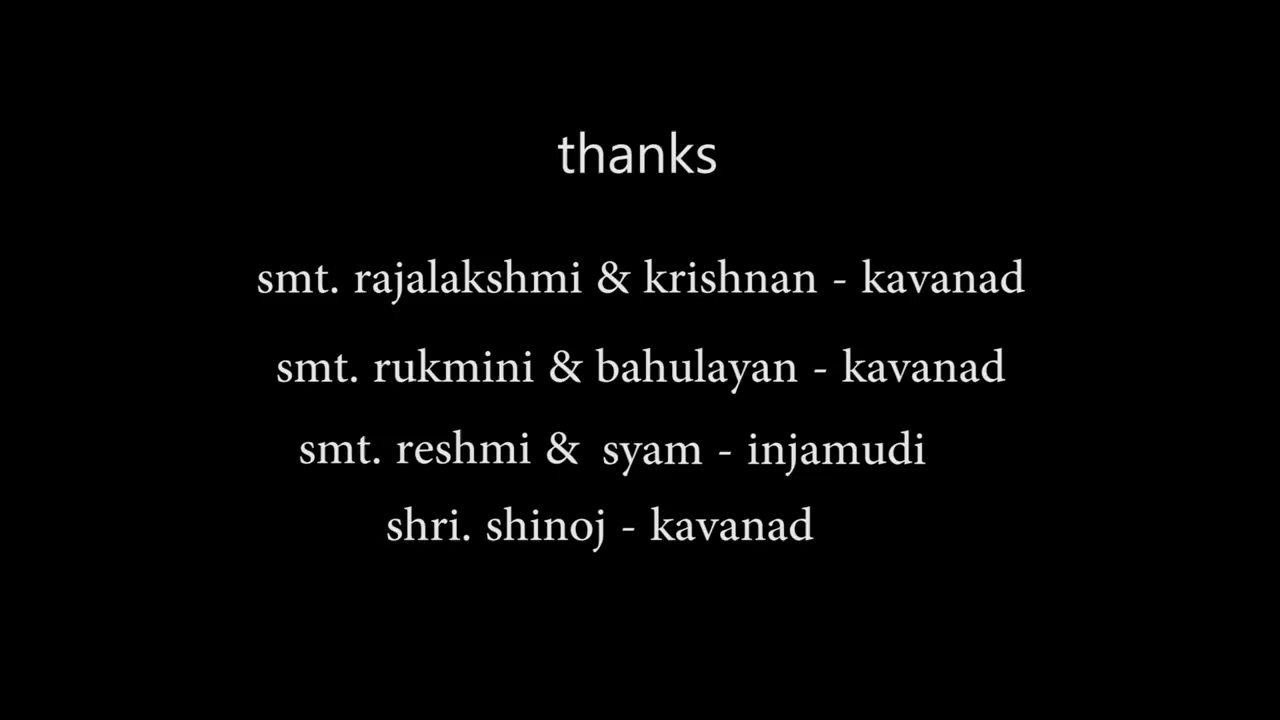 thanks
smt. rajalakshmi & krishnan - kavanad
smt. rukmini & bahulayan - kavanad
smt. reshmi & syam - injamudi
shri. shinoj - kavanad